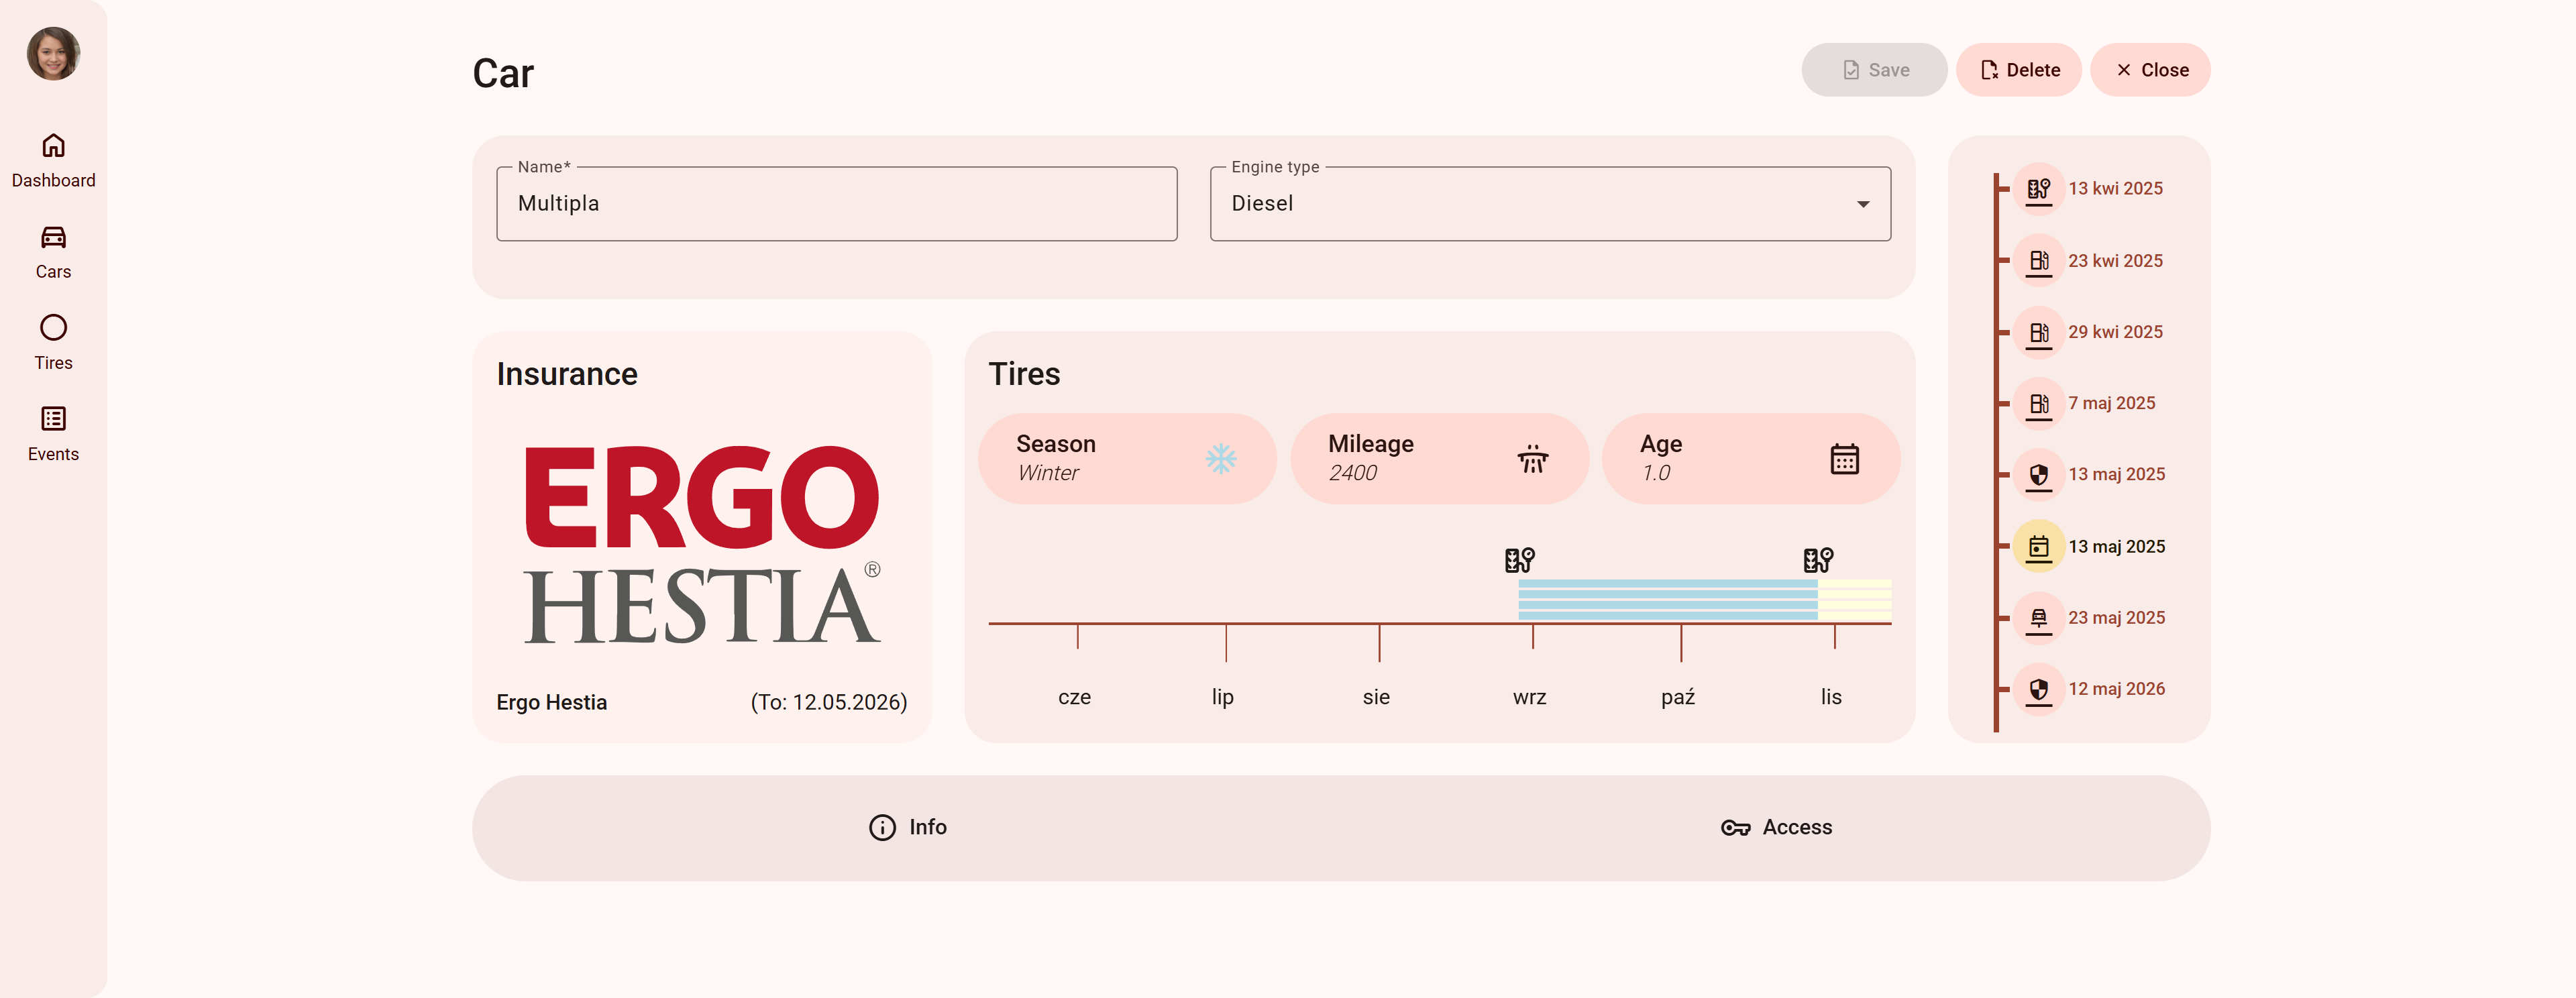 Dashboard
Cars
Tires
Events
Car
Save
Delete
Close
Name*
Multipla
Engine type
Diesel
Insurance
ERGO
HESTIA®
Ergo Hestia (To: 12.05.2026)
Tires
Season
Winter
Mileage
2400
Age
1.0
cze lip sie wrz paź lis
13 kwi 2025
23 kwi 2025
29 kwi 2025
7 maj 2025
13 maj 2025
13 maj 2025
23 maj 2025
12 maj 2026
Info
Access